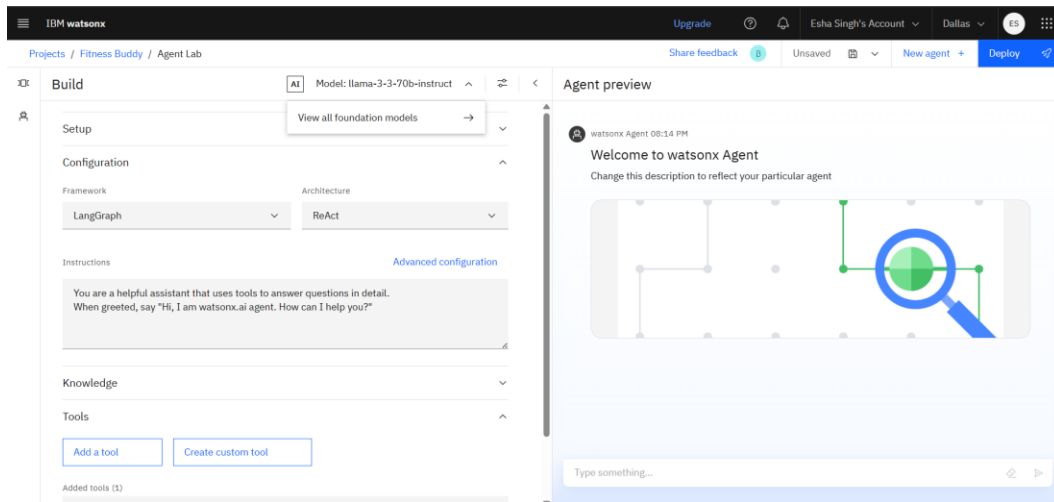 IBM watsonx
Upgrade
Esha Singh's Account
Dallas
ES
Projects / Fitness Buddy / Agent Lab
Share feedback
B
Unsaved
New agent +
Deploy
Build
AI
Model: llama-3-3-70b-instruct
Agent preview
View all foundation models
Setup
Configuration
Framework
Architecture
LangGraph
ReAct
Instructions
Advanced configuration
You are a helpful assistant that uses tools to answer questions in detail.
When greeted, say "Hi, I am watsonx.ai agent. How can I help you?"
Knowledge
Tools
Add a tool
Create custom tool
Added tools (1)
watsonx Agent 08:14 PM
Welcome to watsonx Agent
Change this description to reflect your particular agent
Type something...